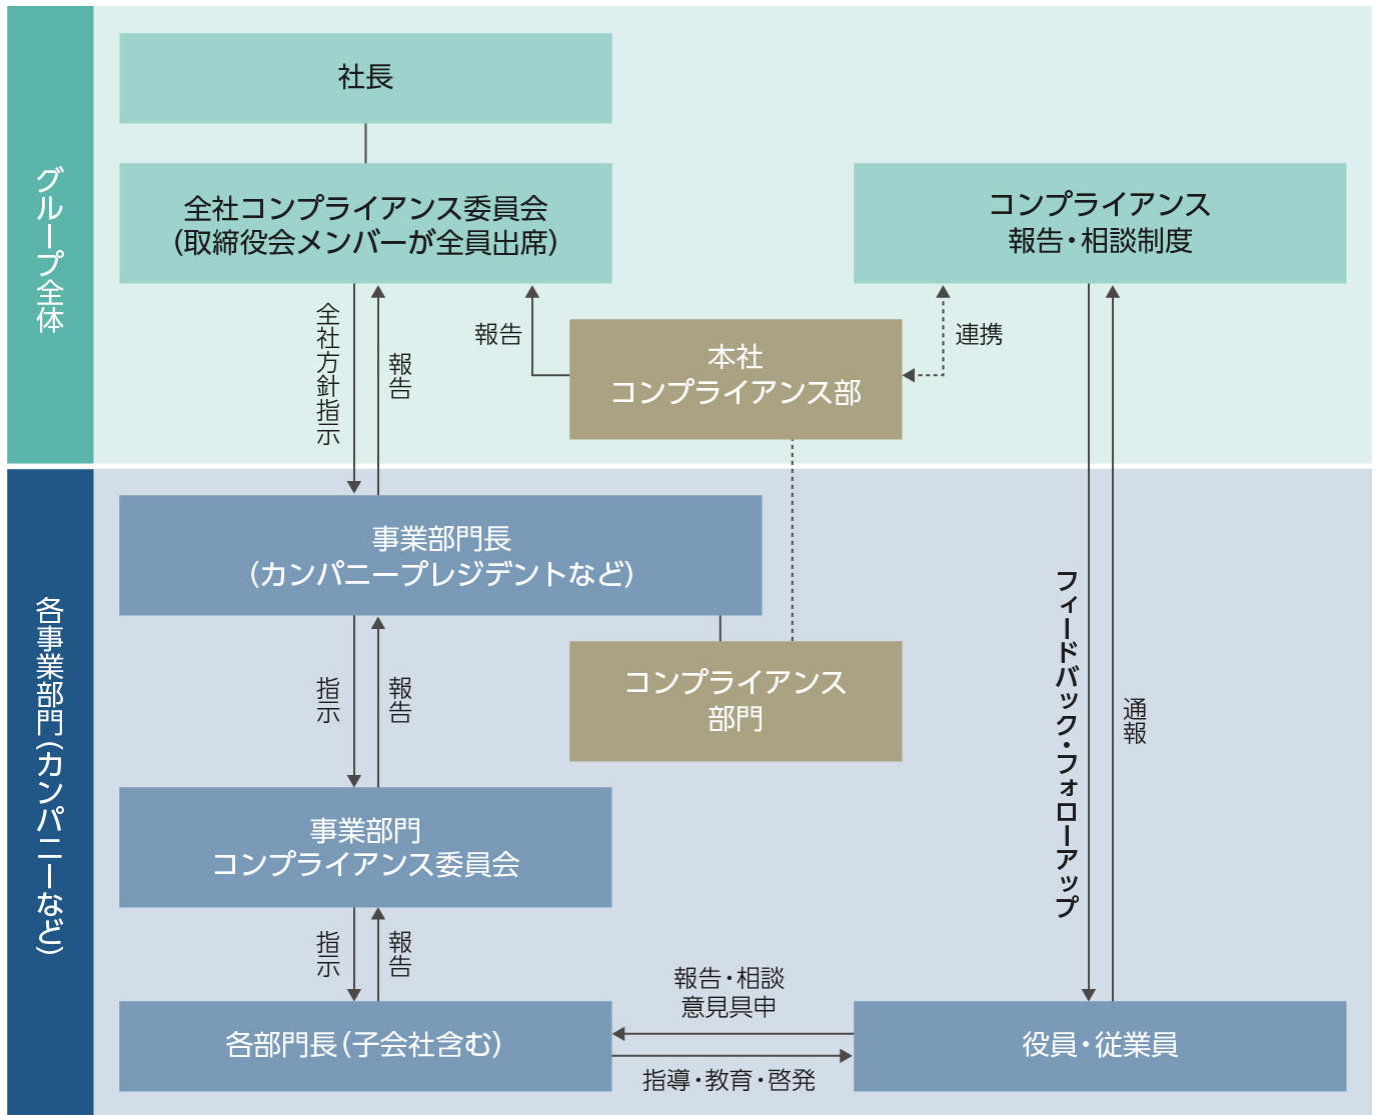 グループ全体
社長
全社コンプライアンス委員会
(取締役会メンバーが全員出席)
コンプライアンス
報告・相談制度
全社方針指示
報告
報告
本社
コンプライアンス部
連携
各事業部門(カンパニーなど)
事業部門長
(カンパニープレジデントなど)
コンプライアンス
部門
指示
報告
フィードバック・フォローアップ
通報
事業部門
コンプライアンス委員会
指示
報告
報告・相談
意見具申
各部門長(子会社含む)
役員・従業員
指導・教育・啓発